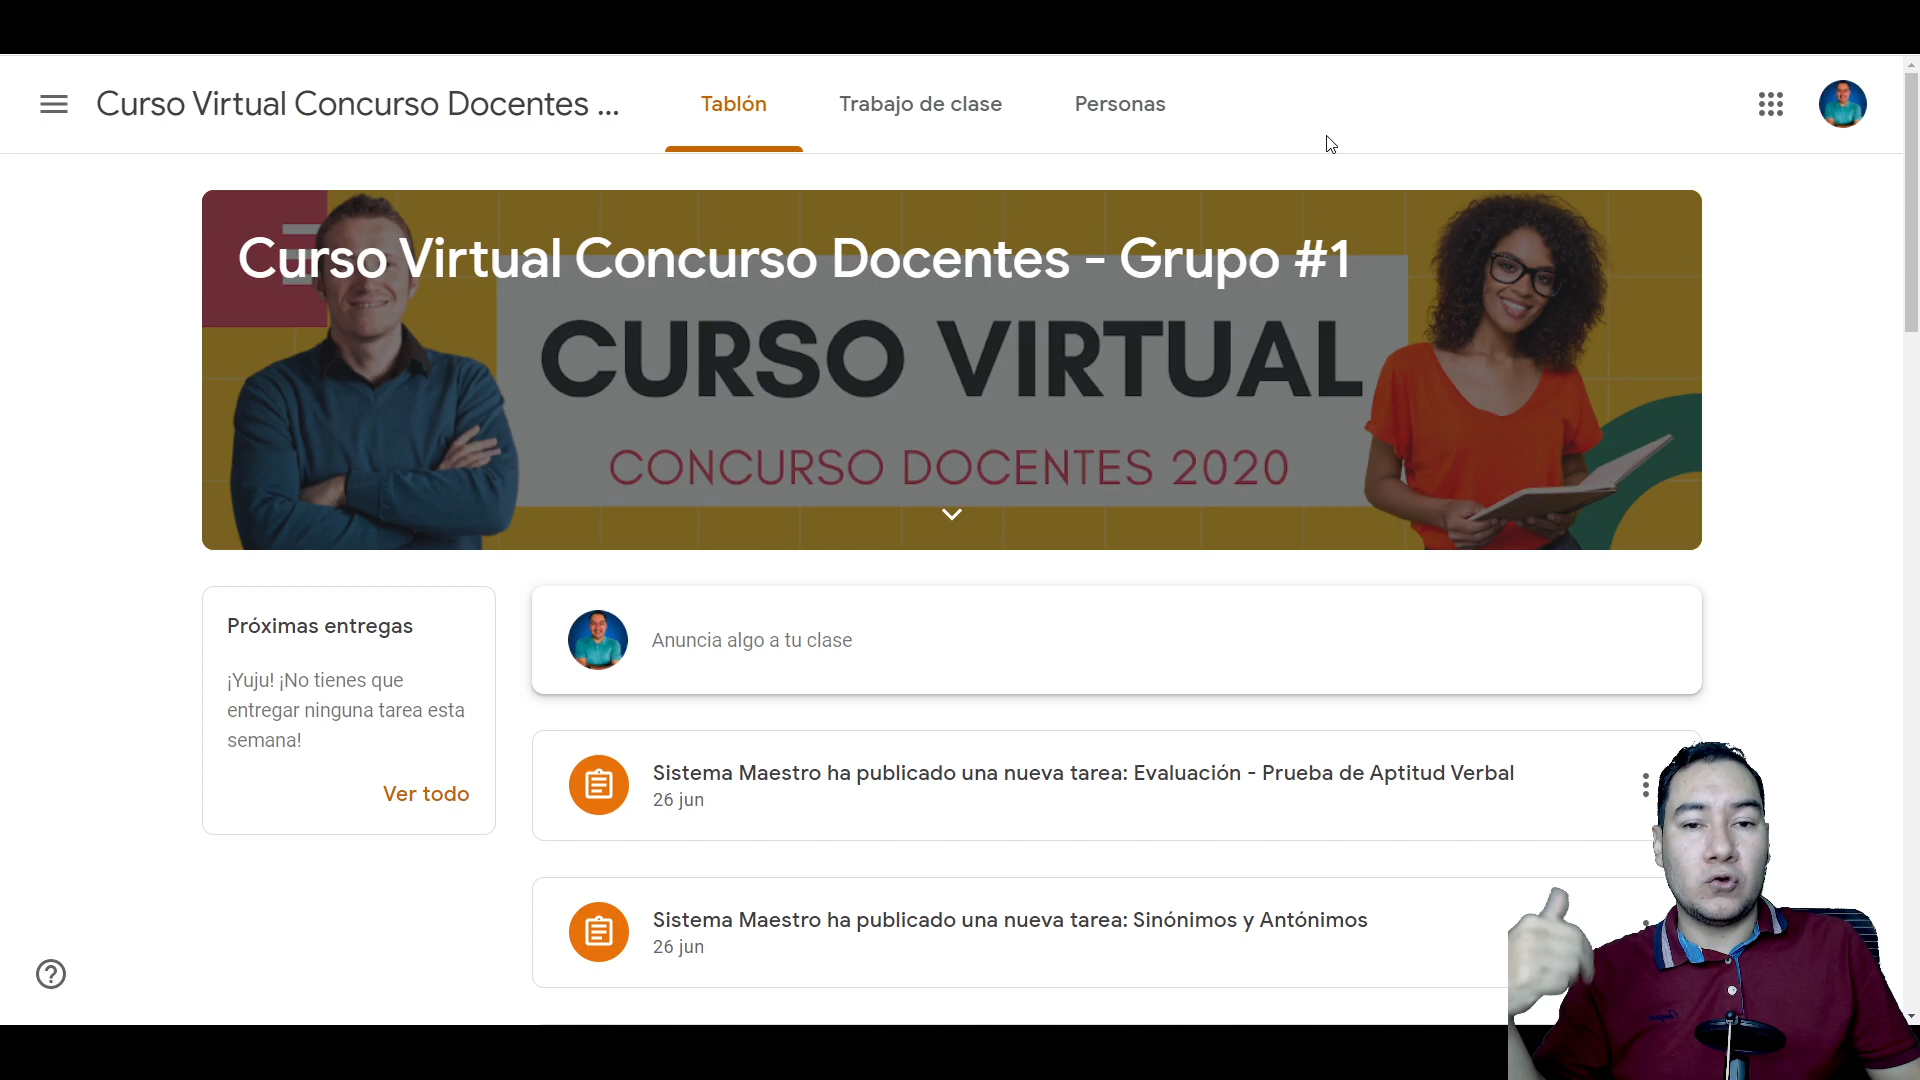 Curso Virtual Concurso Docentes ...
Tablón
Trabajo de clase
Personas
Curso Virtual Concurso Docentes - Grupo #1
CURSO VIRTUAL
CONCURSO DOCENTES 2020
Próximas entregas
¡Yuju! ¡No tienes que
entregar ninguna tarea esta
semana!
Ver todo
Anuncia algo a tu clase
Sistema Maestro ha publicado una nueva tarea: Evaluación - Prueba de Aptitud Verbal
26 jun
Sistema Maestro ha publicado una nueva tarea: Sinónimos y Antónimos
26 jun